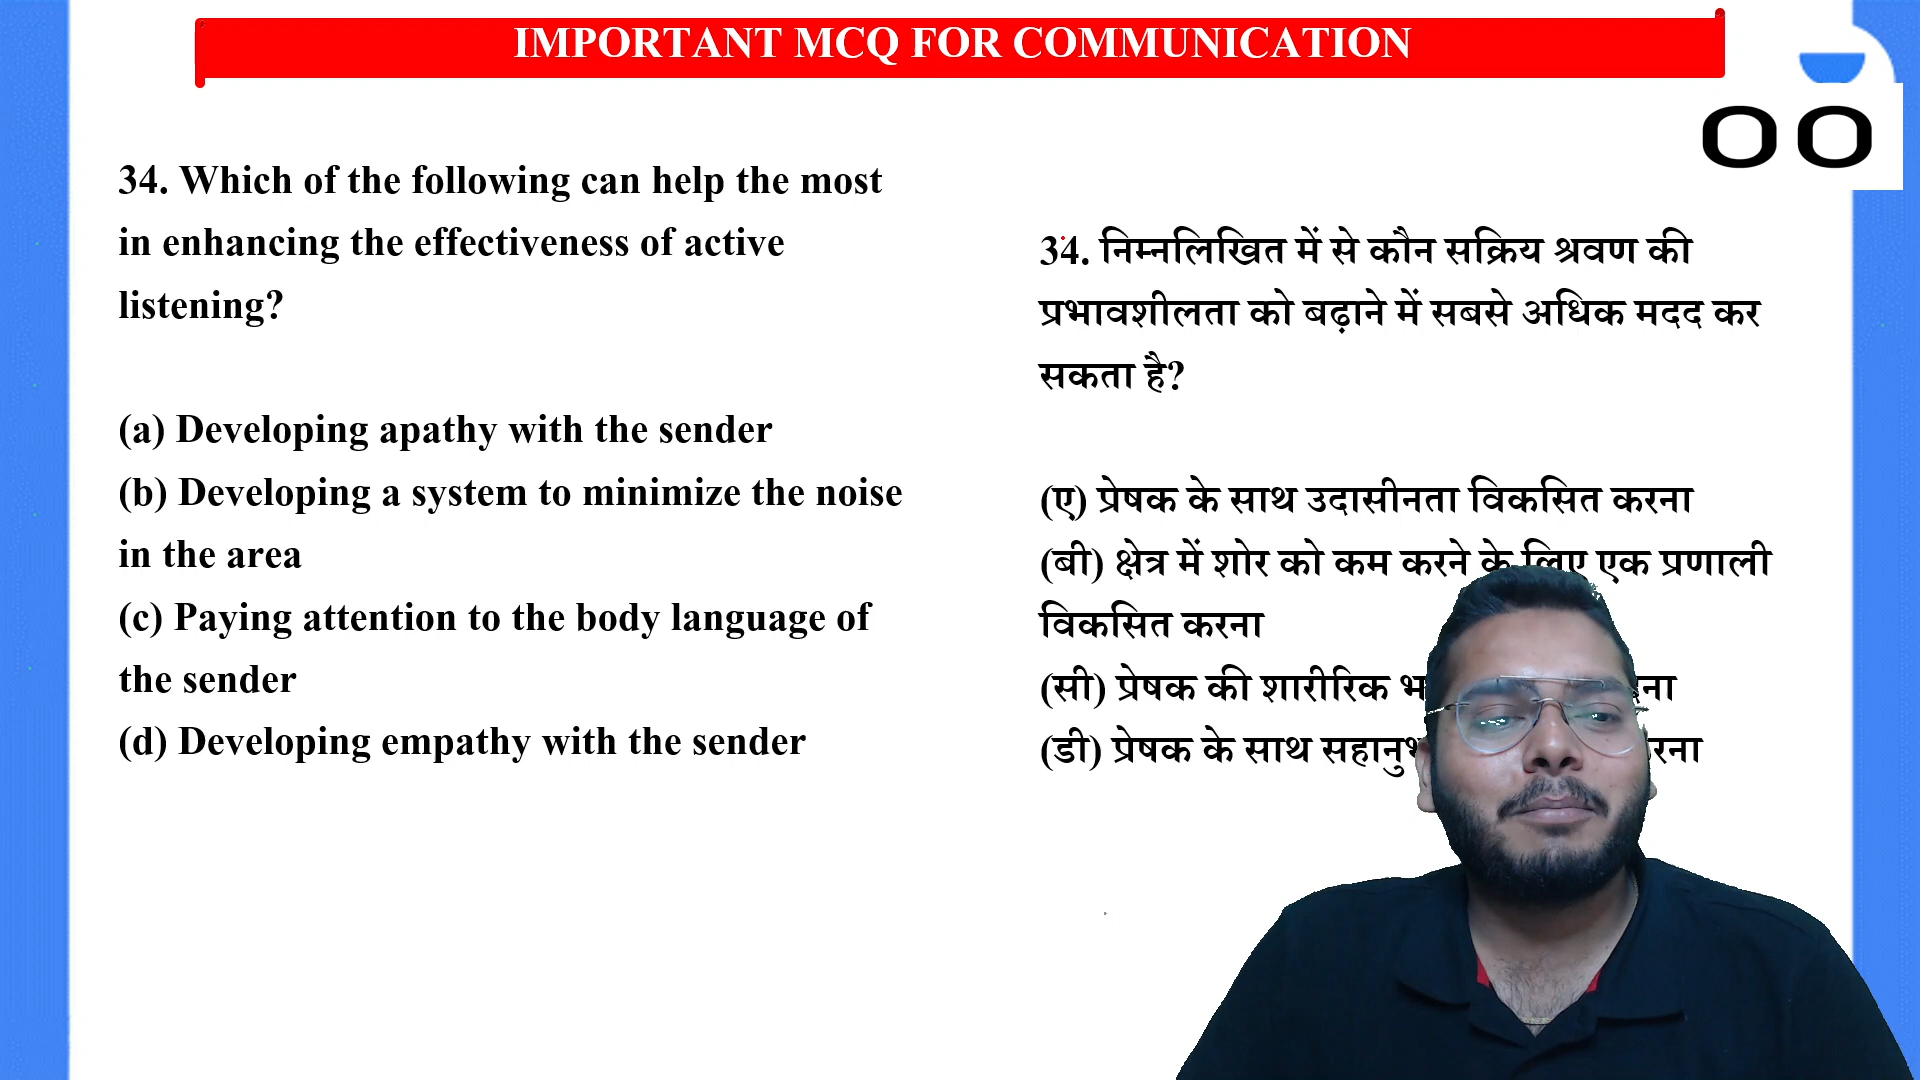 IMPORTANT MCQ FOR COMMUNICATION
34. Which of the following can help the most
in enhancing the effectiveness of active
listening?
(a) Developing apathy with the sender
(b) Developing a system to minimize the noise
in the area
(c) Paying attention to the body language of
the sender
(d) Developing empathy with the sender
34. निम्नलिखित में से कौन सक्रिय श्रवण की
प्रभावशीलता को बढ़ाने में सबसे अधिक मदद कर
सकता है?
(ए) प्रेषक के साथ उदासीनता विकसित करना
(बी) क्षेत्र में शोर को कम करने के लिए एक प्रणाली
विकसित करना
(सी) प्रेषक की शारीरिक
(डी) प्रेषक के साथ